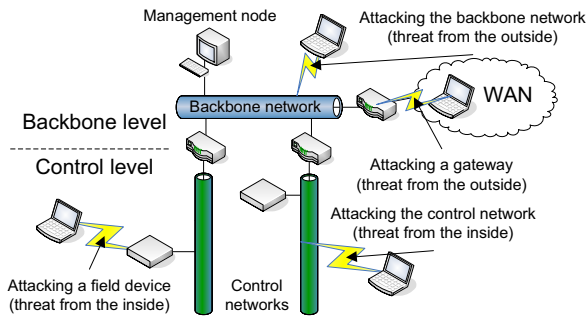 Management node
Attacking the backbone network
(threat from the outside)
Backbone network
WAN
Backbone level
Control level
Attacking a gateway
(threat from the outside)
Attacking the control network
(threat from the inside)
Attacking a field device
(threat from the inside)
Control
networks